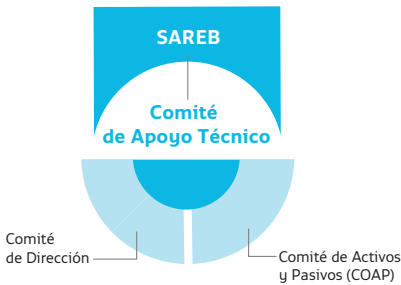 SAREB
Comité
de Apoyo Técnico
Comité
de Dirección
Comité de Activos
y Pasivos (COAP)